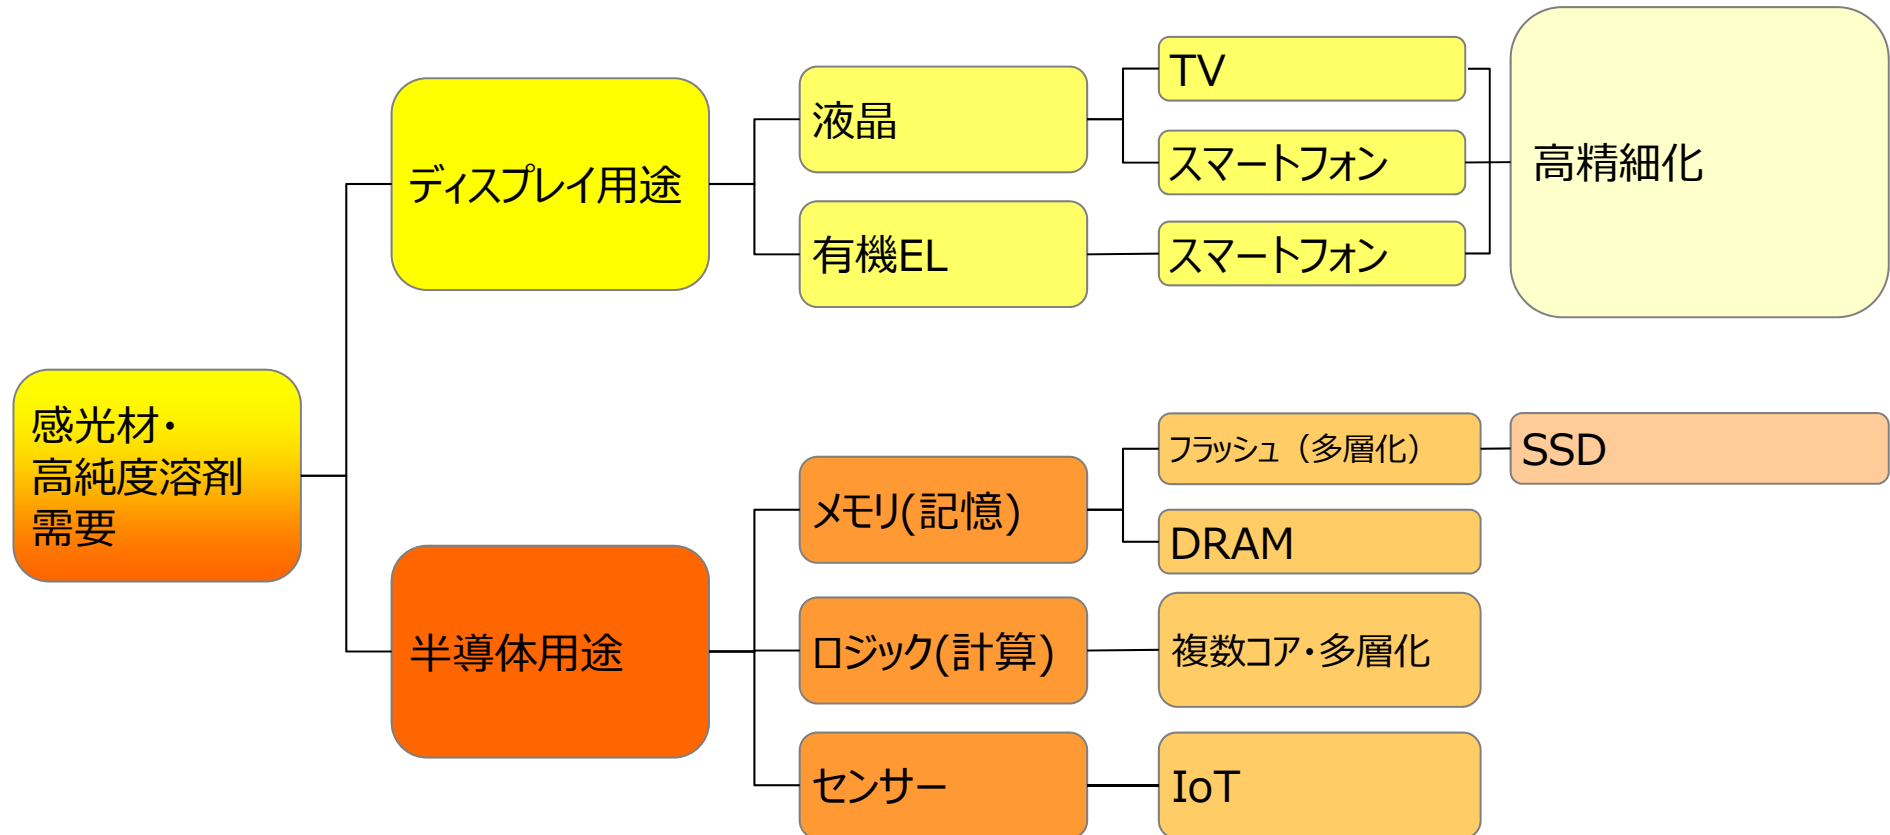 感光材・
高純度溶剤
需要
ディスプレイ用途
液晶
TV
スマートフォン
有機EL
スマートフォン
高精細化
半導体用途
メモリ(記憶)
フラッシュ（多層化）
SSD
DRAM
ロジック(計算)
複数コア・多層化
センサー
IoT